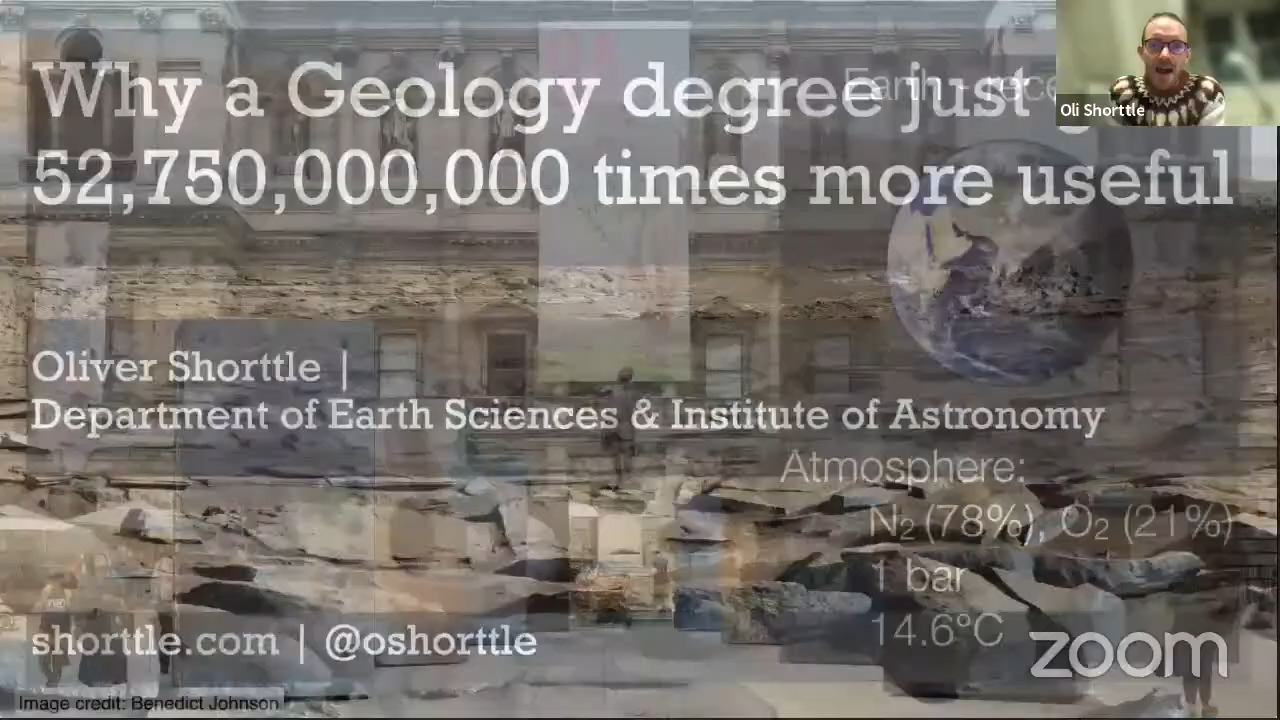 Why a Geology degree just g
52,750,000,000 times more useful
Earth - rece
Oli Shorttle
Oliver Shorttle |
Department of Earth Sciences & Institute of Astronomy
Atmosphere:
N₂ (78%), O₂ (21%)
1 bar
14.6°C
shorttle.com | @oshorttle
zoom
Image credit: Benedict Johnson